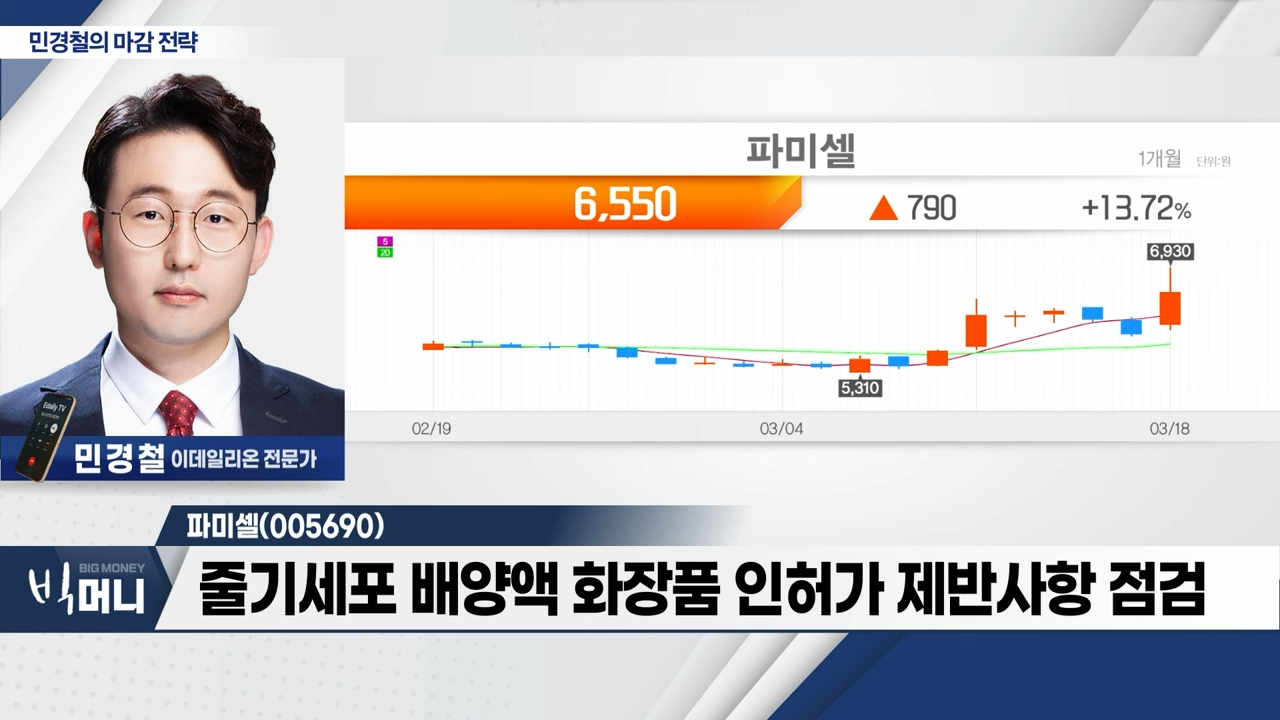 민경철의 마감 전략
파미셀
1개월 단위:원
6,550 ▲ 790 +13.72%
5
20
6,930
5,310
02/19 03/04 03/18
Edaily TV
민경철 이데일리온 전문가
파미셀(005690)
BIG MONEY
빅머니
줄기세포 배양액 화장품 인허가 제반사항 점검